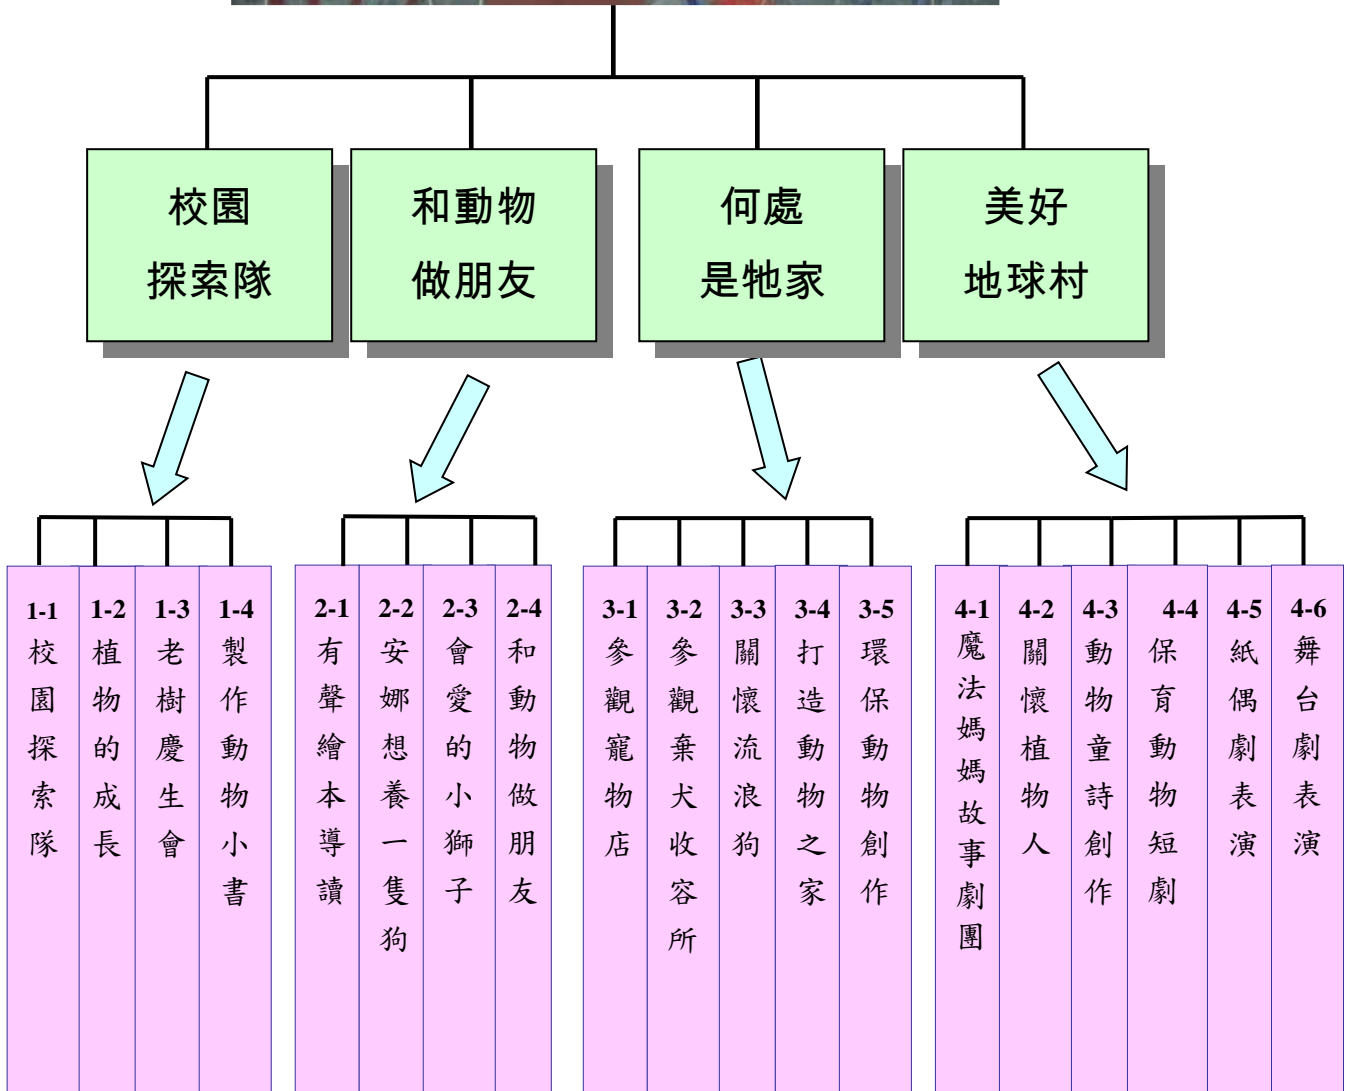 校園
探索隊
和動物
做朋友
何處
是牠家
美好
地球村
1-1
校園探索隊
1-2
植物的成長
1-3
老樹慶生會
1-4
製作動物小書
2-1
有聲繪本導讀
2-2
安娜想養一隻狗
2-3
會愛的小獅子
2-4
和動物做朋友
3-1
參觀寵物店
3-2
參觀棄犬收容所
3-3
關懷流浪狗
3-4
打造動物之家
3-5
環保動物創作
4-1
魔法媽媽故事劇團
4-2
關懷植物人
4-3
動物童詩創作
4-4
保育動物短劇
4-5
紙偶劇表演
4-6
舞台劇表演